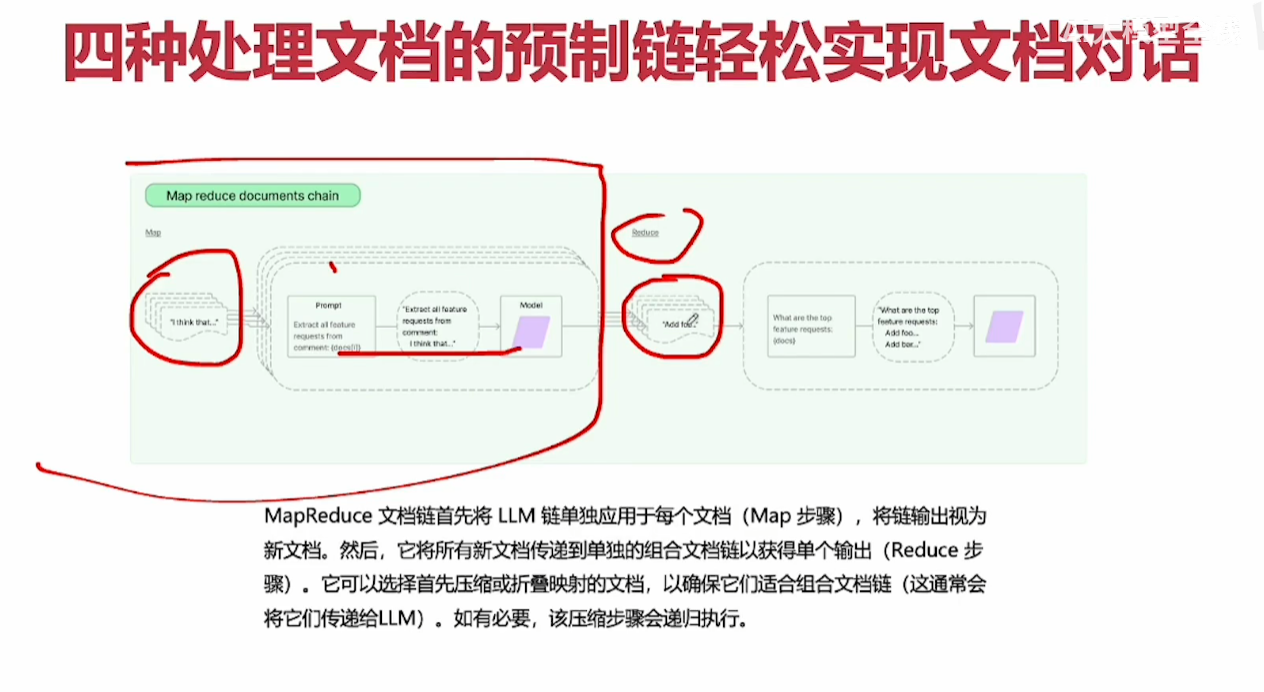 四种处理文档的预制链轻松实现文档对话
AI大模型全栈
Map reduce documents chain
Map
Reduce
"I think that..."
Prompt
Extract all feature
requests from
comment: {docs[i]}
"Extract all feature
requests from
comment:
I think that..."
Model
"Add foo..."
What are the top
feature requests:
{docs}
"What are the top
feature requests:
Add foo...
Add bar..."
MapReduce 文档链首先将 LLM 链单独应用于每个文档（Map 步骤），将链输出视为
新文档。然后，它将所有新文档传递到单独的组合文档链以获得单个输出（Reduce 步
骤）。它可以选择首先压缩或折叠映射的文档，以确保它们适合组合文档链（这通常会
将它们传递给LLM）。如有必要，该压缩步骤会递归执行。